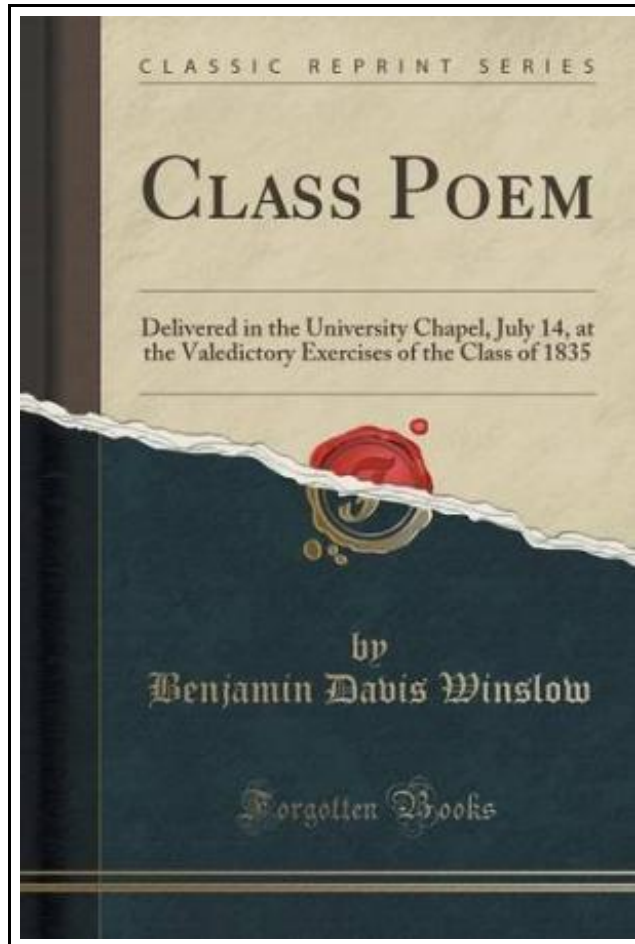 CLASSIC REPRINT SERIES
CLASS POEM
Delivered in the University Chapel, July 14, at
the Valedictory Exercises of the Class of 1835
by
Benjamin Davis Winslow
Forgotten Books